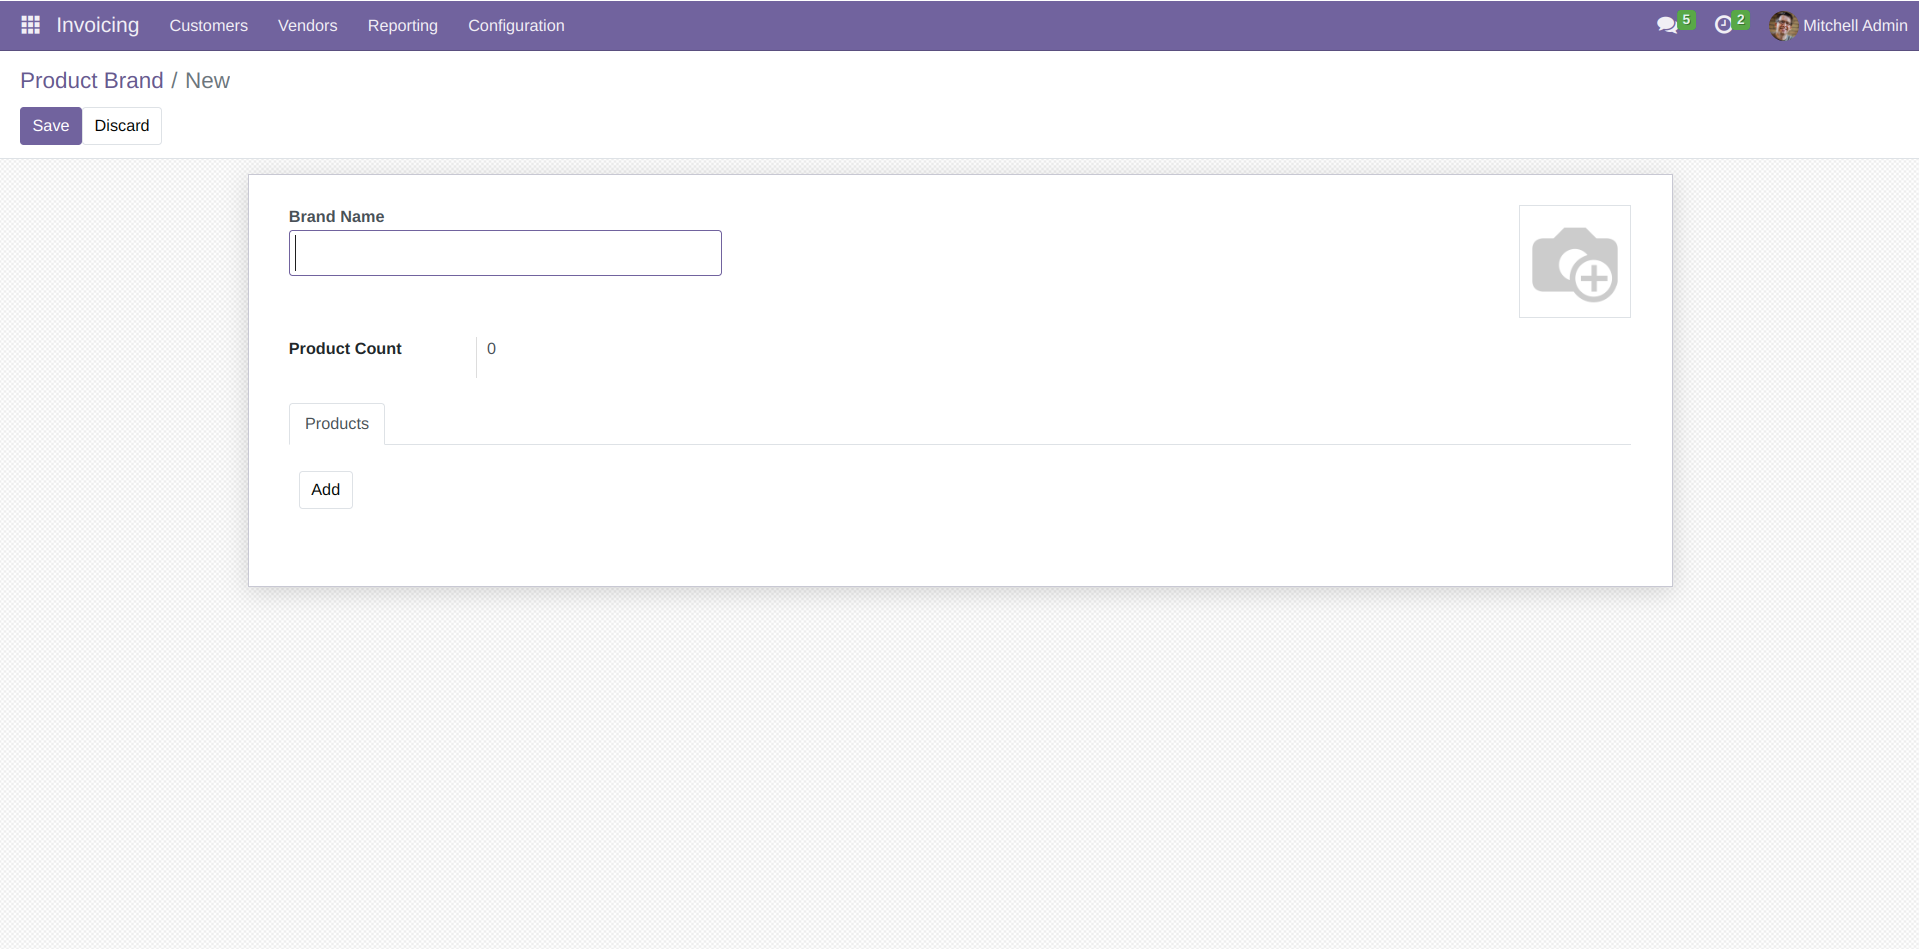 Invoicing Customers Vendors Reporting Configuration 5 2 Mitchell Admin
Product Brand / New
Save Discard
Brand Name
Product Count 0
Products
Add